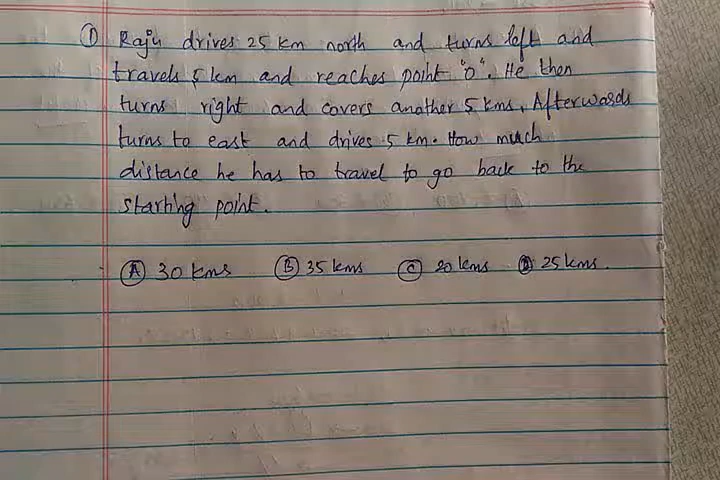 ① Raju drives 25 km north and turns left and
travels 5 km and reaches point "O". He then
turns right and covers another 5 kms. Afterwards
turns to east and drives 5 km. How much
distance he has to travel to go back to the
starting point.
Ⓐ 30 kms Ⓑ 35 kms Ⓒ 20 kms Ⓓ 25 kms.